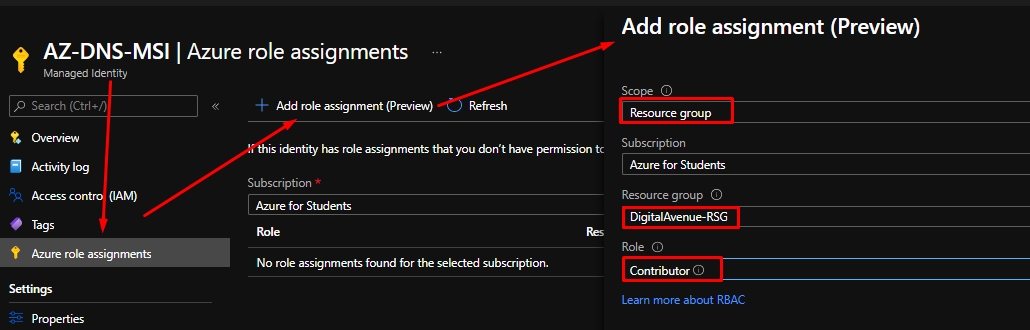 AZ-DNS-MSI | Azure role assignments ...
Managed Identity
Search (Ctrl+/)
«
Overview
Activity log
Access control (IAM)
Tags
Azure role assignments
Settings
Properties
+ Add role assignment (Preview)
Refresh
If this identity has role assignments that you don't have permission to
Subscription *
Azure for Students
Role
Res
No role assignments found for the selected subscription.
Add role assignment (Preview)
Scope
Resource group
Subscription
Azure for Students
Resource group
DigitalAvenue-RSG
Role
Contributor
Learn more about RBAC